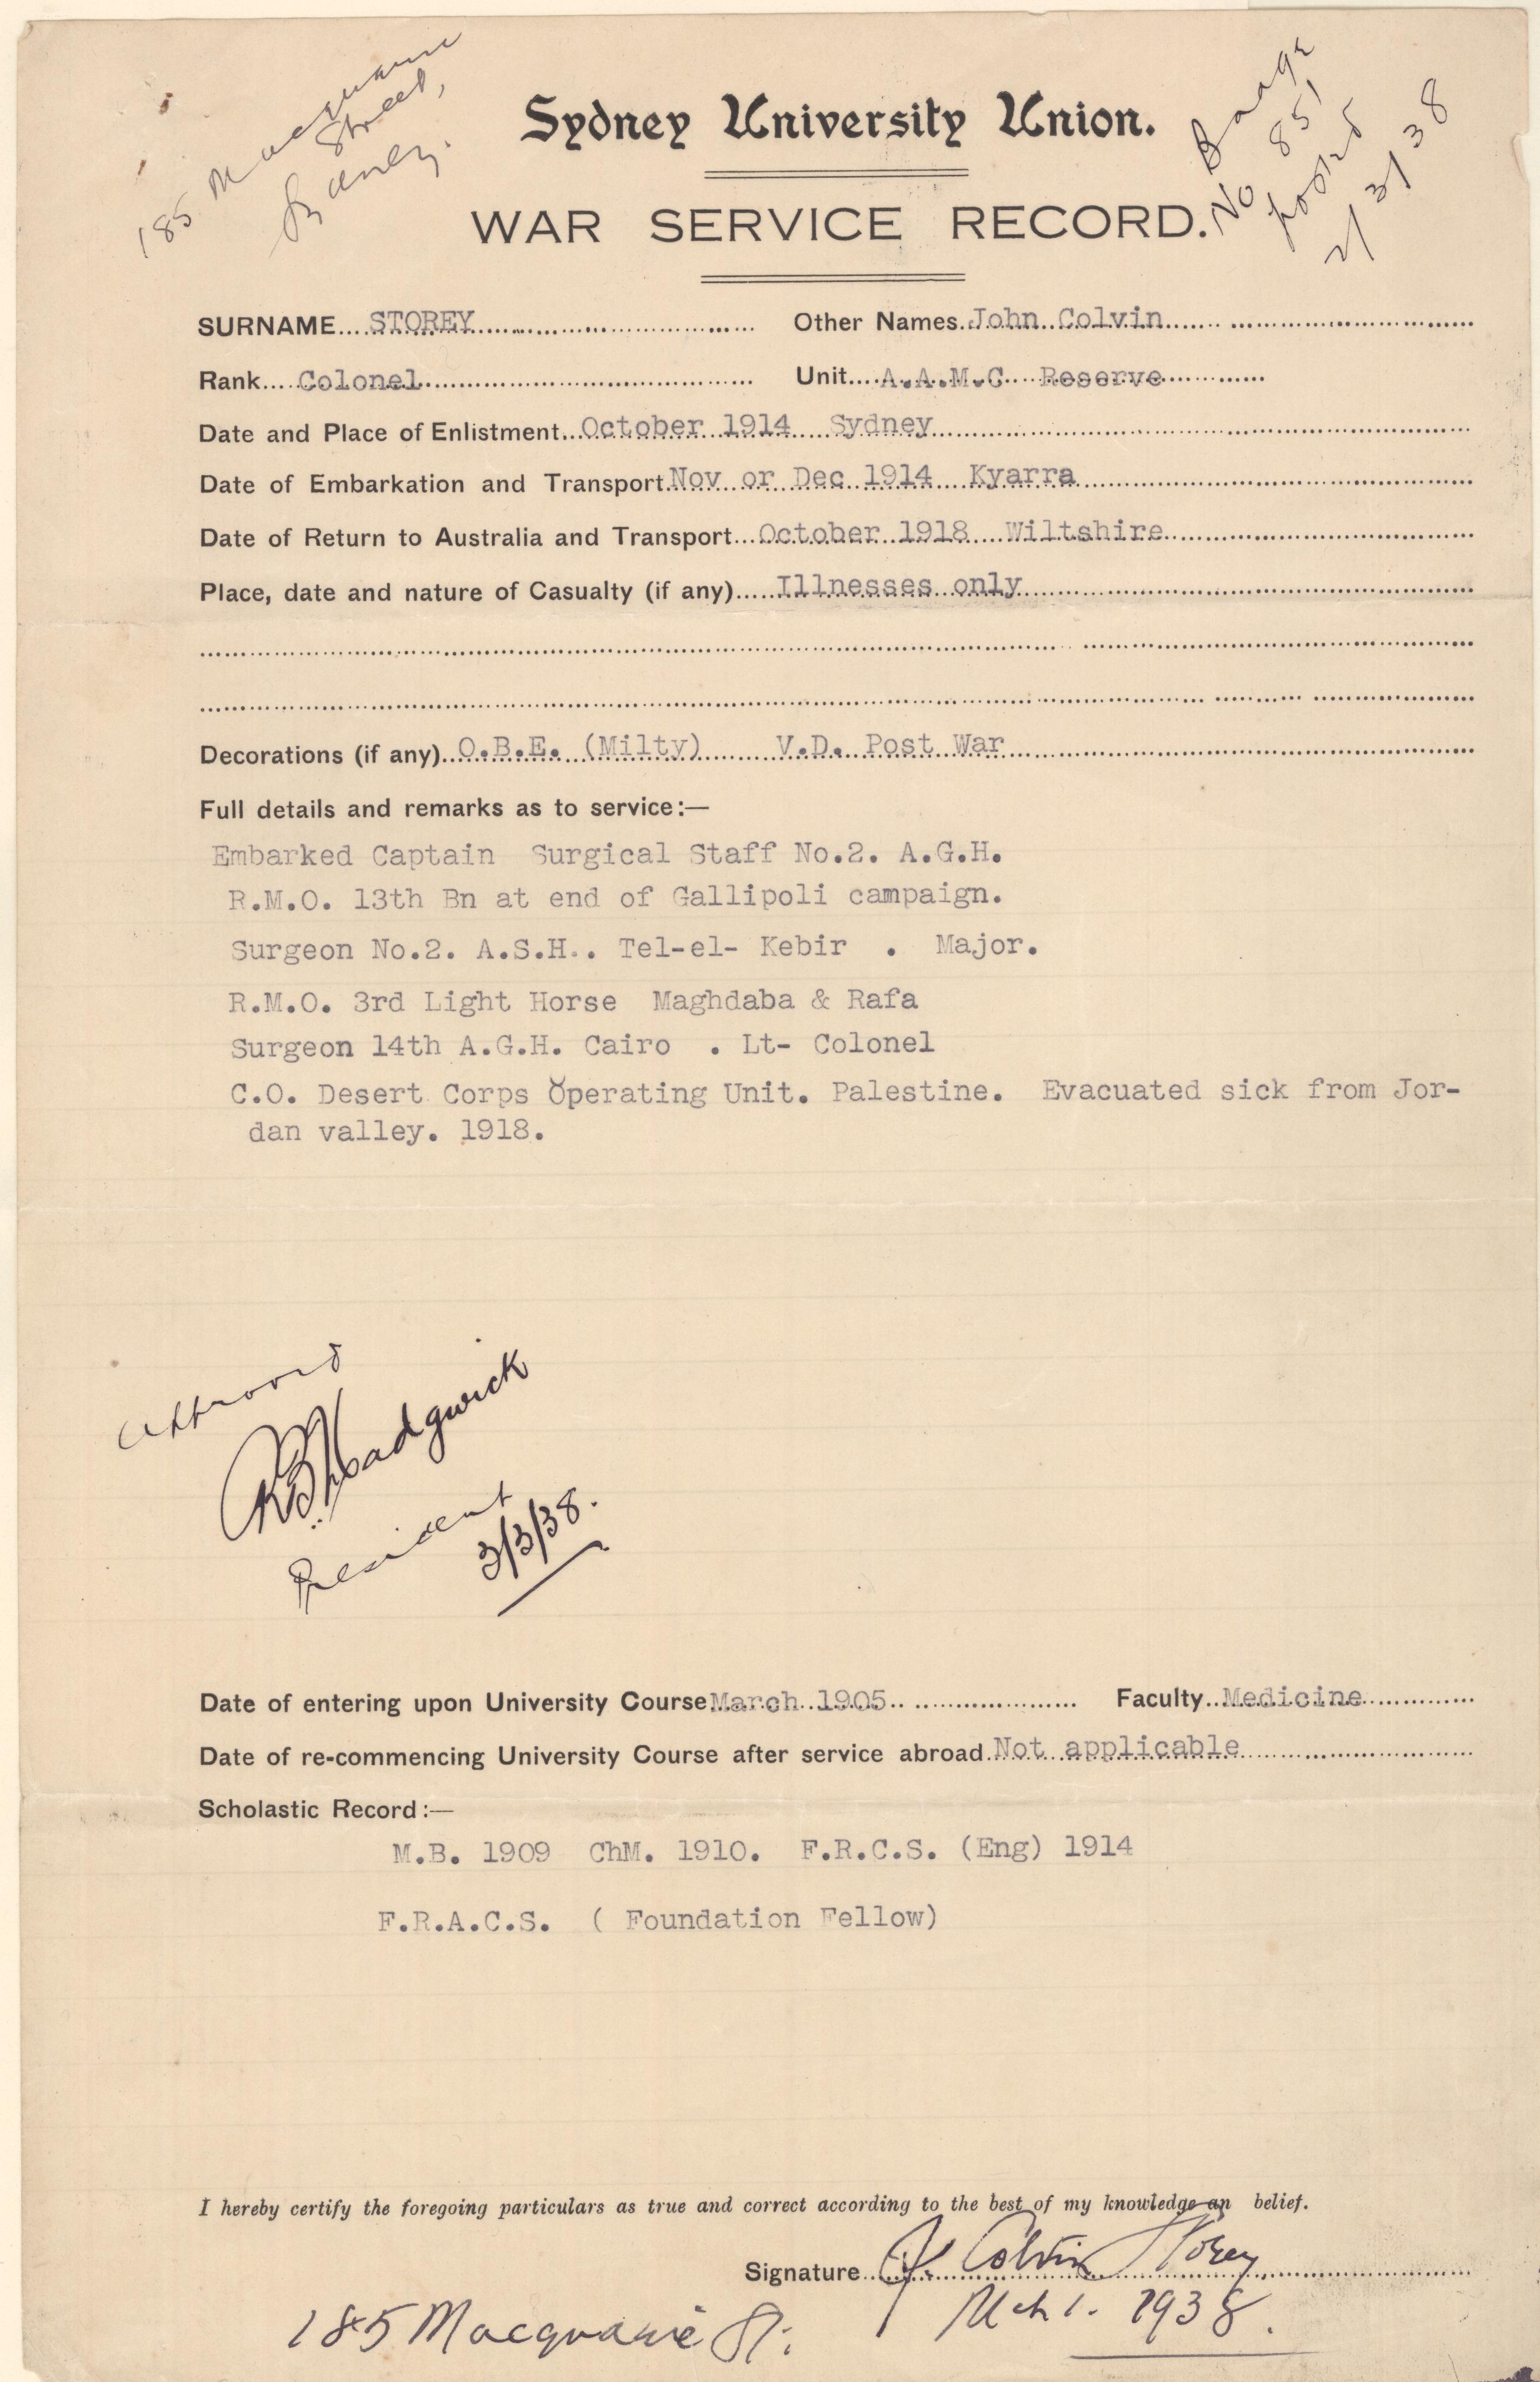 185 Macquarie
Street,
Sydney.
Badge
No 851
posted
2/3/38
Sydney University Union.
WAR SERVICE RECORD.
SURNAME....STOREY Other Names..John Colvin
Rank....Colonel Unit....A.A.M.C Reserve
Date and Place of Enlistment...October 1914 Sydney
Date of Embarkation and Transport.Nov or Dec 1914 Kyarra
Date of Return to Australia and Transport...October 1918 Wiltshire
Place, date and nature of Casualty (if any).....Illnesses only
Decorations (if any)...O.B.E. (Milty) V.D. Post War
Full details and remarks as to service:—
Embarked Captain Surgical Staff No.2. A.G.H.
R.M.O. 13th Bn at end of Gallipoli campaign.
Surgeon No.2. A.S.H.. Tel-el- Kebir . Major.
R.M.O. 3rd Light Horse Maghdaba & Rafa
Surgeon 14th A.G.H. Cairo . Lt- Colonel
C.O. Desert Corps Operating Unit. Palestine. Evacuated sick from Jor-
dan valley. 1918.
Approved
President
3/3/38.
Date of entering upon University Course March 1905 Faculty..Medicine
Date of re-commencing University Course after service abroad.Not applicable
Scholastic Record:—
M.B. 1909 ChM. 1910. F.R.C.S. (Eng) 1914
F.R.A.C.S. ( Foundation Fellow)
I hereby certify the foregoing particulars as true and correct according to the best of my knowledge an belief.
Signature J. Colvin Storey
185 Macquarie St. Mch 1. 1938.